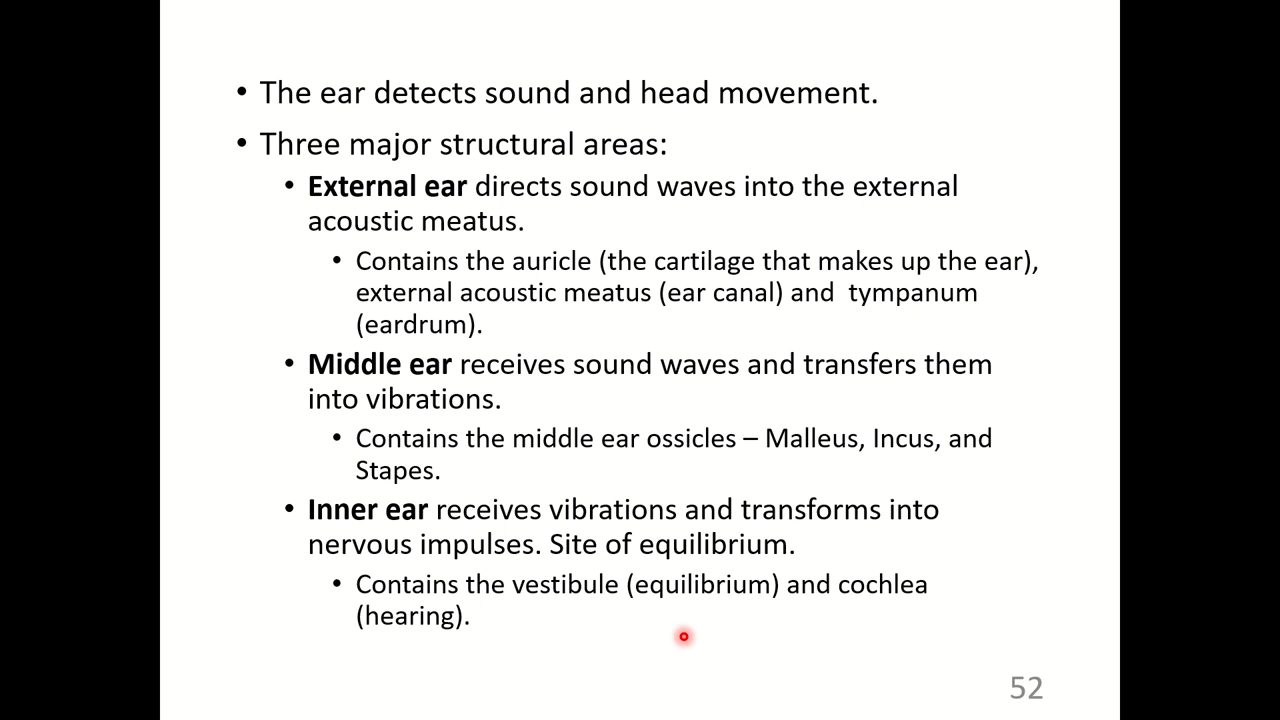 • The ear detects sound and head movement.
• Three major structural areas:
• External ear directs sound waves into the external
acoustic meatus.
• Contains the auricle (the cartilage that makes up the ear),
external acoustic meatus (ear canal) and  tympanum
(eardrum).
• Middle ear receives sound waves and transfers them
into vibrations.
• Contains the middle ear ossicles – Malleus, Incus, and
Stapes.
• Inner ear receives vibrations and transforms into
nervous impulses. Site of equilibrium.
• Contains the vestibule (equilibrium) and cochlea
(hearing).
52